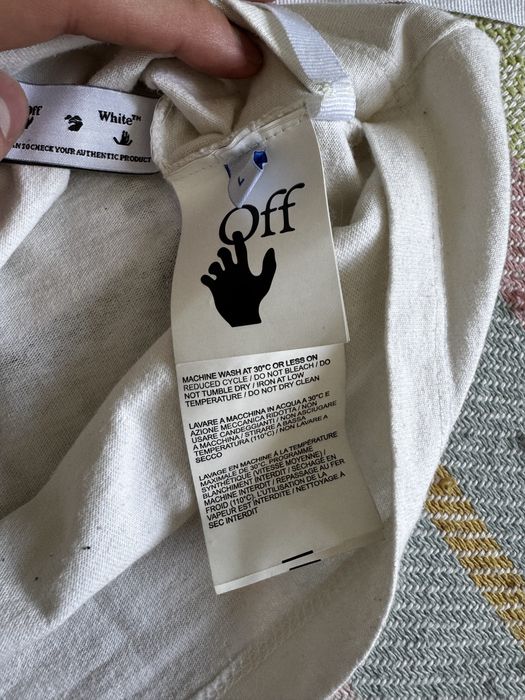 Off
White™
AN TO CHECK YOUR AUTHENTIC PRODUCT
L
Off
MACHINE WASH AT 30°C OR LESS ON
REDUCED CYCLE / DO NOT BLEACH / DO
NOT TUMBLE DRY / IRON AT LOW
TEMPERATURE / DO NOT DRY CLEAN
LAVARE A MACCHINA IN ACQUA A 30°C E
AZIONE MECCANICA RIDOTTA / NON
USARE CANDEGGIANTI / NON ASCIUGARE
A MACCHINA / STIRARE A BASSA
TEMPERATURA (110°C) / NON LAVARE A
SECCO
LAVAGE EN MACHINE À LA TEMPÉRATURE
MAXIMALE DE 30°C, PROGRAMME
SYNTHÉTIQUE (VITESSE MOYENNE) /
BLANCHIMENT INTERDIT / SÉCHAGE EN
MACHINE INTERDIT / REPASSAGE AU FER
FROID (110°C). L'UTILISATION DE LA
VAPEUR EST INTERDITE / NETTOYAGE À
SEC INTERDIT